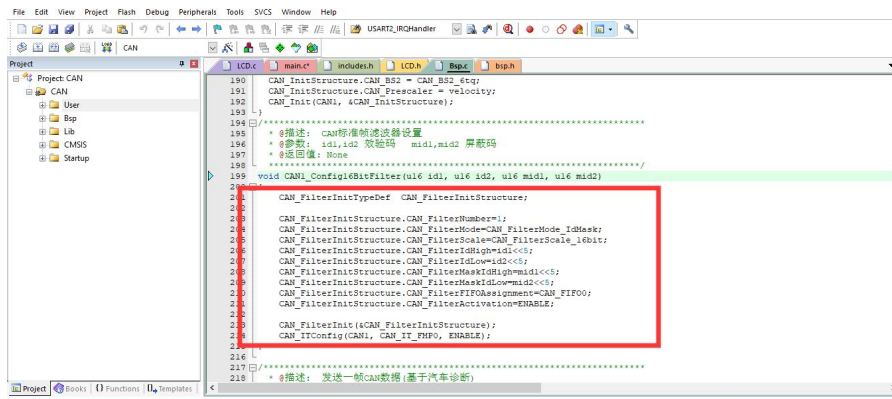 File Edit View Project Flash Debug Peripherals Tools SVCS Window Help
USART2_IRQHandler
CAN
Project
LCD.c main.c* includes.h LCD.h Bsp.c bsp.h
Project: CAN
CAN
User
Bsp
Lib
CMSIS
Startup
190 CAN_InitStructure.CAN_BS2 = CAN_BS2_6tq;
191 CAN_InitStructure.CAN_Prescaler = velocity;
192 CAN_Init(CAN1, &CAN_InitStructure);
193 }
194 /******************************************************************
195 * @描述: CAN标准帧滤波器设置
196 * @参数: id1,id2 效验码 mid1,mid2 屏蔽码
197 * @返回值: None
198 ******************************************************************/
199 void CAN1_Config16BitFilter(u16 id1, u16 id2, u16 mid1, u16 mid2)
200 {
201 CAN_FilterInitTypeDef CAN_FilterInitStructure;
202
203 CAN_FilterInitStructure.CAN_FilterNumber=1;
204 CAN_FilterInitStructure.CAN_FilterMode=CAN_FilterMode_IdMask;
205 CAN_FilterInitStructure.CAN_FilterScale=CAN_FilterScale_16bit;
206 CAN_FilterInitStructure.CAN_FilterIdHigh=id1<<5;
207 CAN_FilterInitStructure.CAN_FilterIdLow=id2<<5;
208 CAN_FilterInitStructure.CAN_FilterMaskIdHigh=mid1<<5;
209 CAN_FilterInitStructure.CAN_FilterMaskIdLow=mid2<<5;
210 CAN_FilterInitStructure.CAN_FilterFIFOAssignment=CAN_FIFO0;
211 CAN_FilterInitStructure.CAN_FilterActivation=ENABLE;
212
213 CAN_FilterInit(&CAN_FilterInitStructure);
214 CAN_ITConfig(CAN1, CAN_IT_FMP0, ENABLE);
215 }
216
217 /******************************************************************
218 * @描述: 发送一帧CAN数据(基于汽车诊断)
Project Books Functions Templates